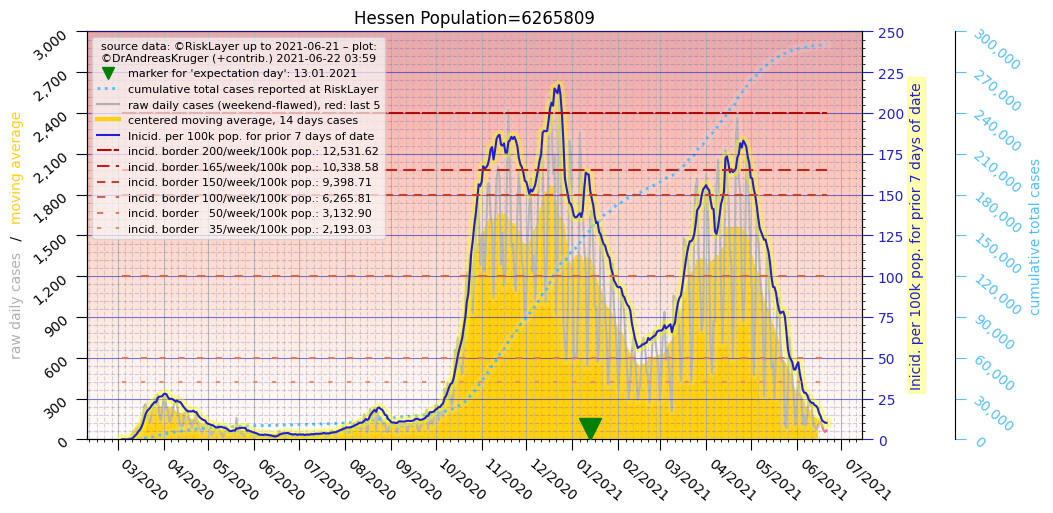 Hessen Population=6265809
source data: ©RiskLayer up to 2021-06-21 – plot:
©DrAndreasKruger (+contrib.) 2021-06-22 03:59
marker for 'expectation day': 13.01.2021
cumulative total cases reported at RiskLayer
raw daily cases (weekend-flawed), red: last 5
centered moving average, 14 days cases
Inicid. per 100k pop. for prior 7 days of date
incid. border 200/week/100k pop.: 12,531.62
incid. border 165/week/100k pop.: 10,338.58
incid. border 150/week/100k pop.: 9,398.71
incid. border 100/week/100k pop.: 6,265.81
incid. border 50/week/100k pop.: 3,132.90
incid. border 35/week/100k pop.: 2,193.03
raw daily cases / moving average
3,000
2,700
2,400
2,100
1,800
1,500
1,200
900
600
300
0
03/2020
04/2020
05/2020
06/2020
07/2020
08/2020
09/2020
10/2020
11/2020
12/2020
01/2021
02/2021
03/2021
04/2021
05/2021
06/2021
07/2021
250
225
200
175
150
125
100
75
50
25
0
Inicid. per 100k pop. for prior 7 days of date
300,000
270,000
240,000
210,000
180,000
150,000
120,000
90,000
60,000
30,000
0
cumulative total cases